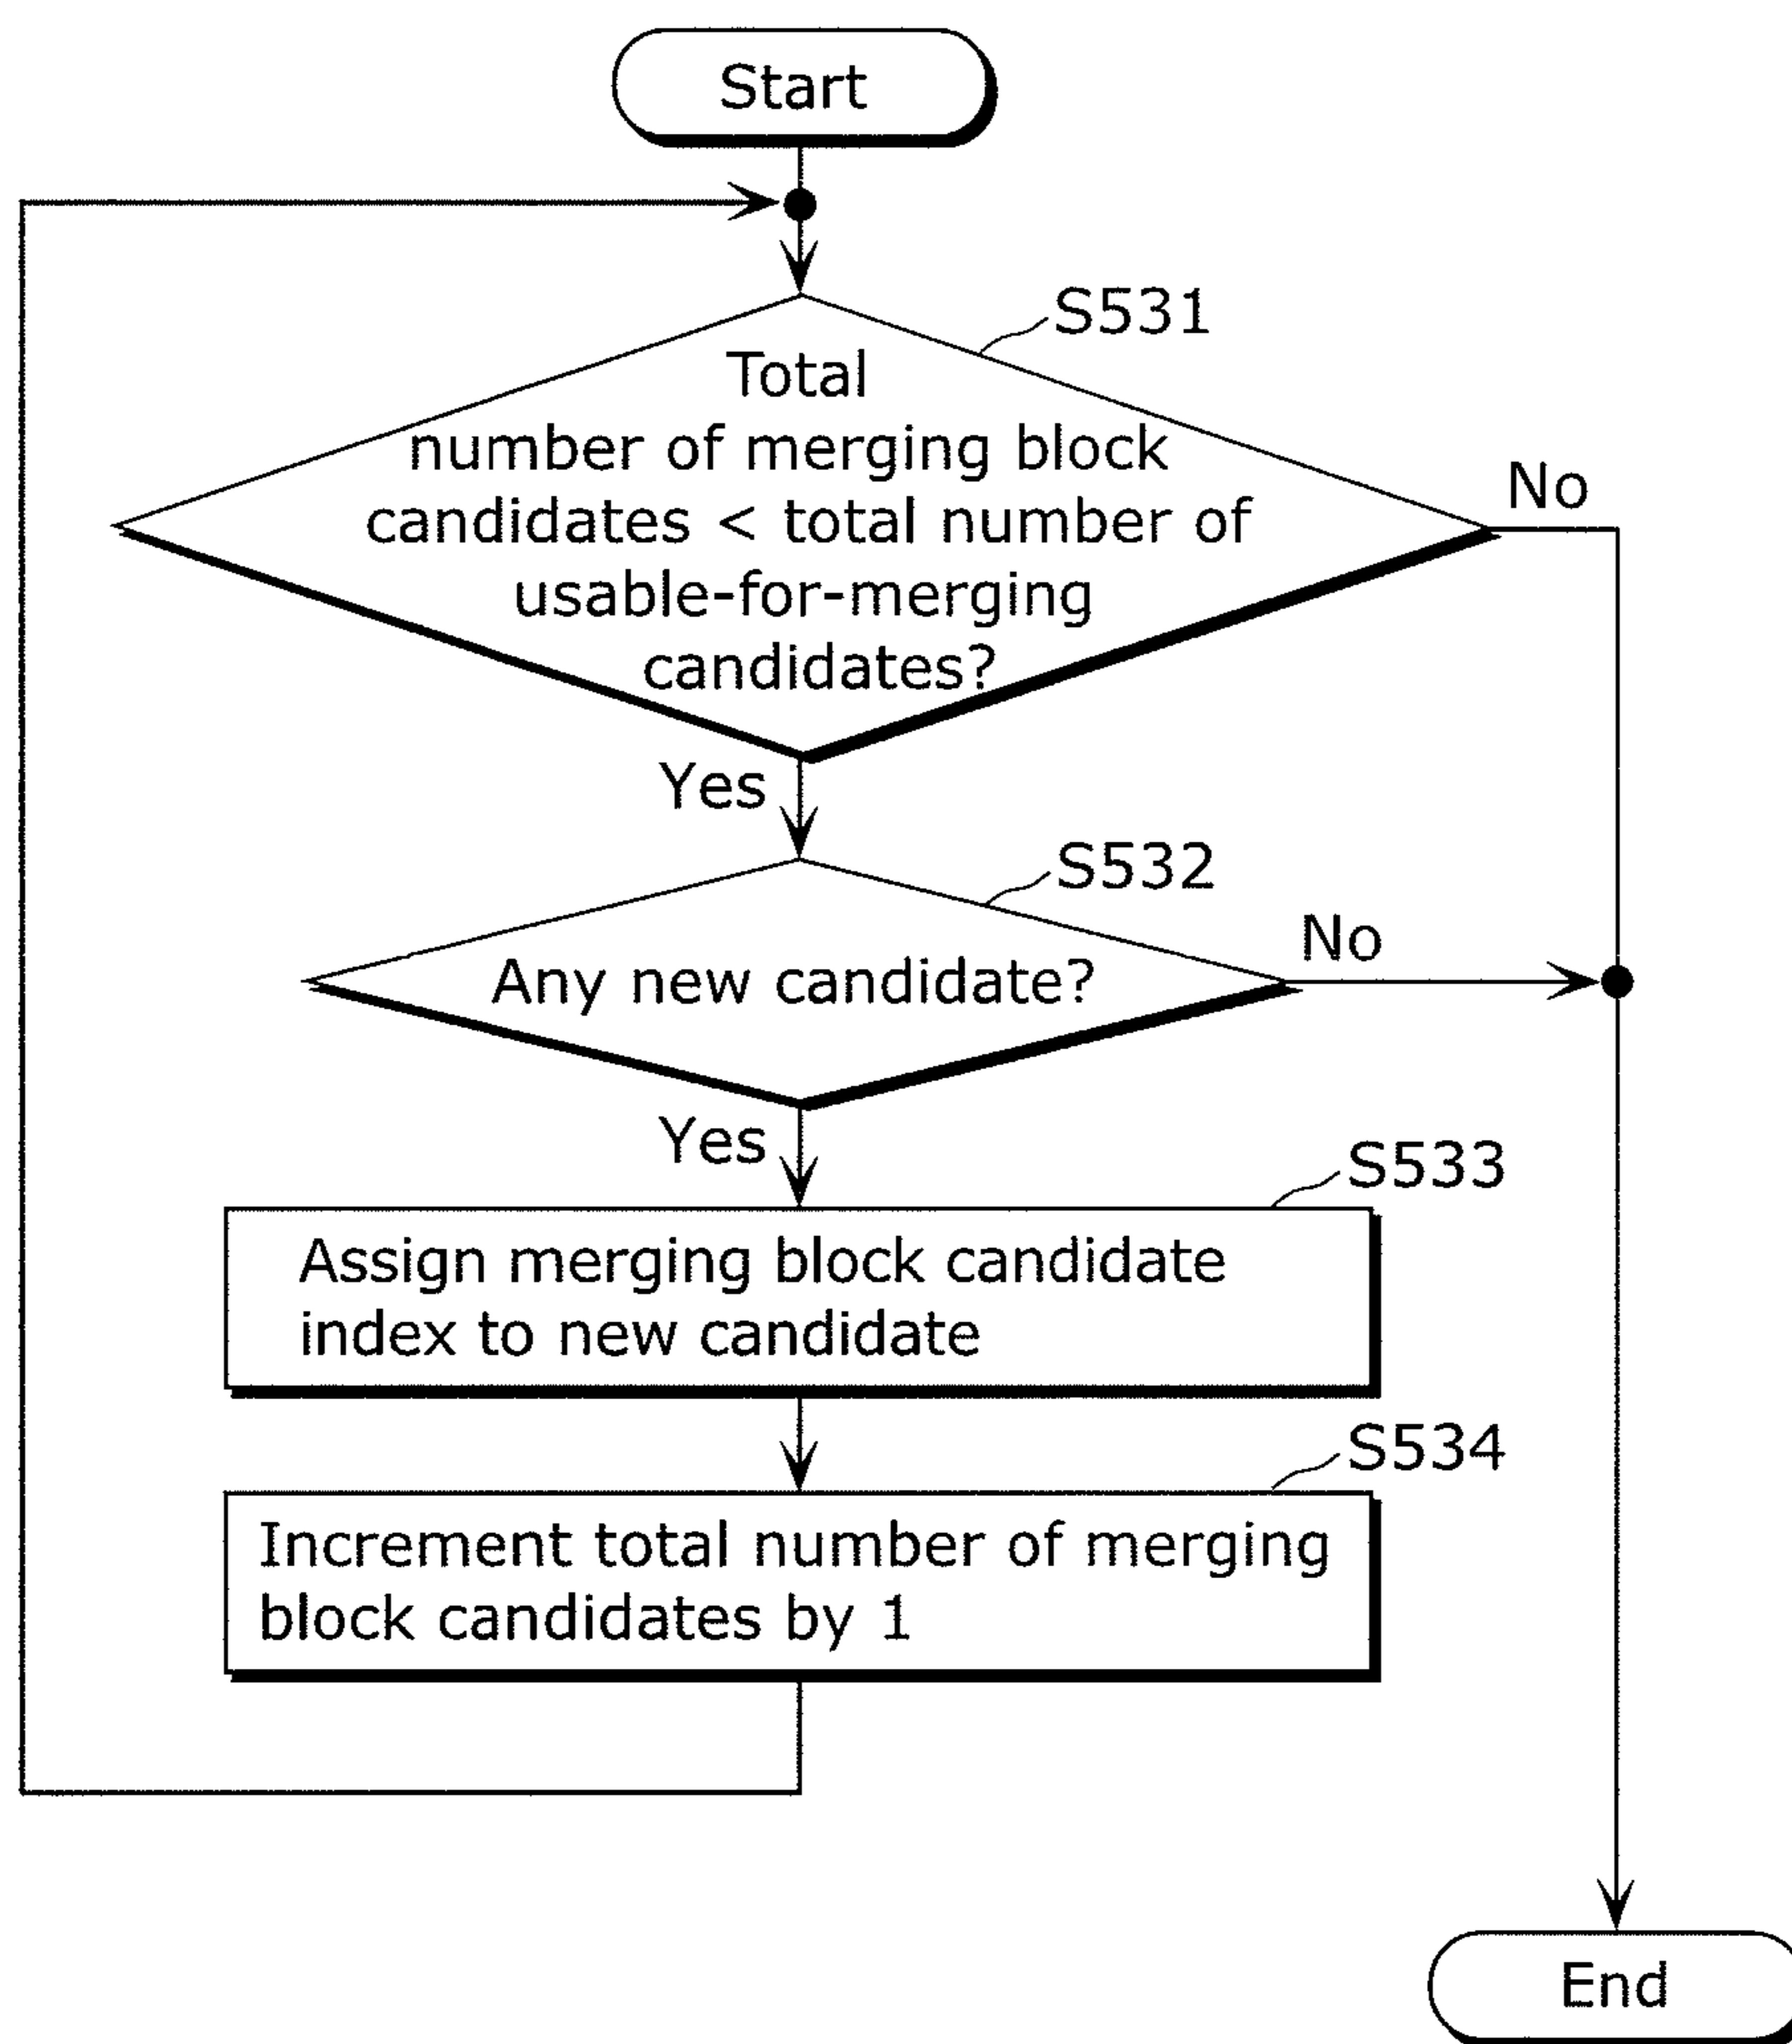 Start
S531
Total
number of merging block
candidates < total number of
usable-for-merging
candidates?
No
Yes
S532
Any new candidate?
No
Yes
S533
Assign merging block candidate
index to new candidate
S534
Increment total number of merging
block candidates by 1
End